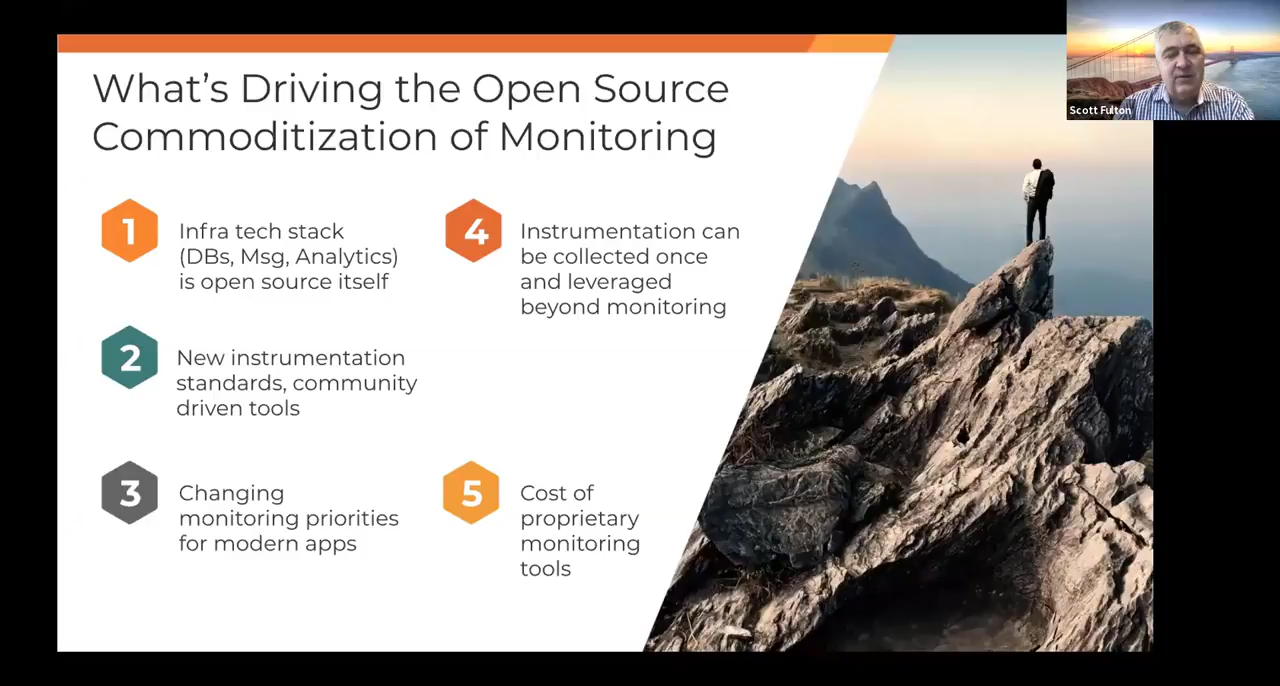 What's Driving the Open Source
Commoditization of Monitoring
1
Infra tech stack
(DBs, Msg, Analytics)
is open source itself
2
New instrumentation
standards, community
driven tools
3
Changing
monitoring priorities
for modern apps
4
Instrumentation can
be collected once
and leveraged
beyond monitoring
5
Cost of
proprietary
monitoring
tools
Scott Fulton